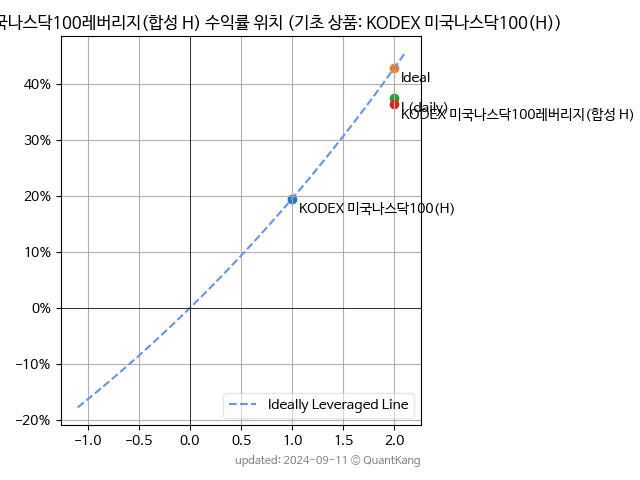 국나스닥100레버리지(합성 H) 수익률 위치 (기초 상품: KODEX 미국나스닥100(H))
40%
30%
20%
10%
0%
−10%
−20%
Ideal
L(daily)
KODEX 미국나스닥100레버리지(합성 H)
KODEX 미국나스닥100(H)
Ideally Leveraged Line
−1.0 −0.5 0.0 0.5 1.0 1.5 2.0
updated: 2024-09-11 © QuantKang